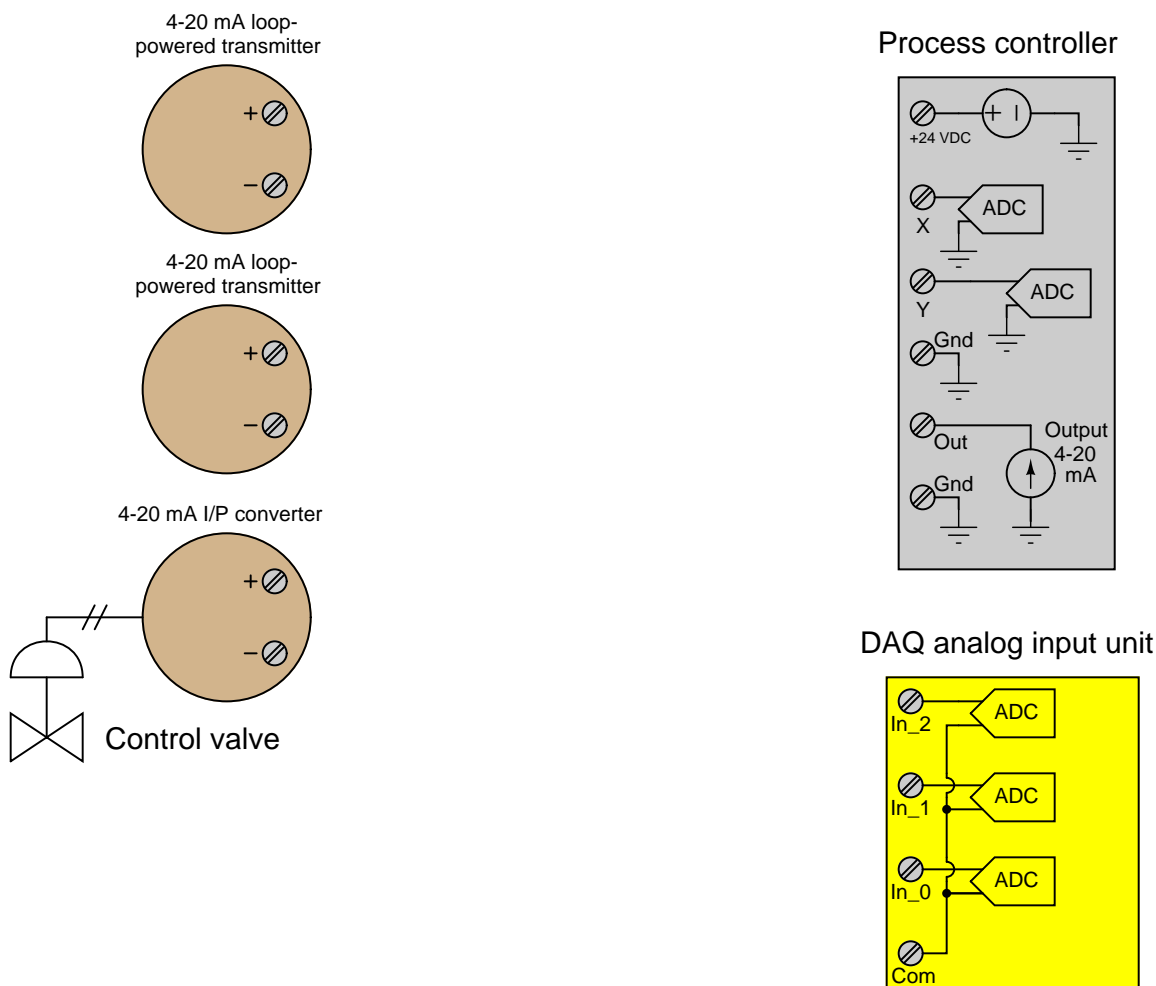 4-20 mA loop-
powered transmitter
+
−
4-20 mA loop-
powered transmitter
+
−
4-20 mA I/P converter
+
−
Control valve
Process controller
+ −
+24 VDC
ADC
X
ADC
Y
Gnd
Out
Output
4-20
mA
Gnd
DAQ analog input unit
ADC
In_2
ADC
In_1
ADC
In_0
Com